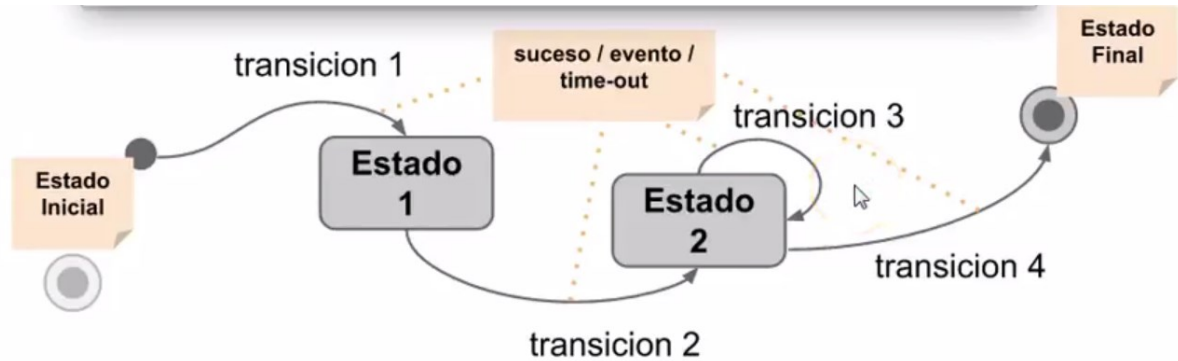 Estado
Final
transicion 1
suceso / evento /
time-out
transicion 3
Estado
Inicial
Estado
1
Estado
2
transicion 4
transicion 2